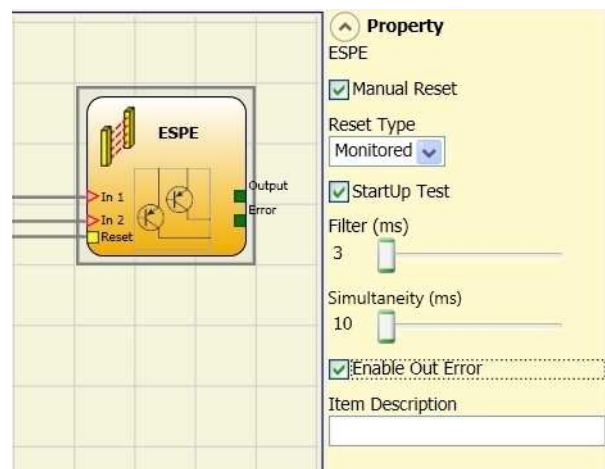 ESPE
In 1
In 2
Reset
Output
Error
Property
ESPE
Manual Reset
Reset Type
Monitored
StartUp Test
Filter (ms)
3
Simultaneity (ms)
10
Enable Out Error
Item Description